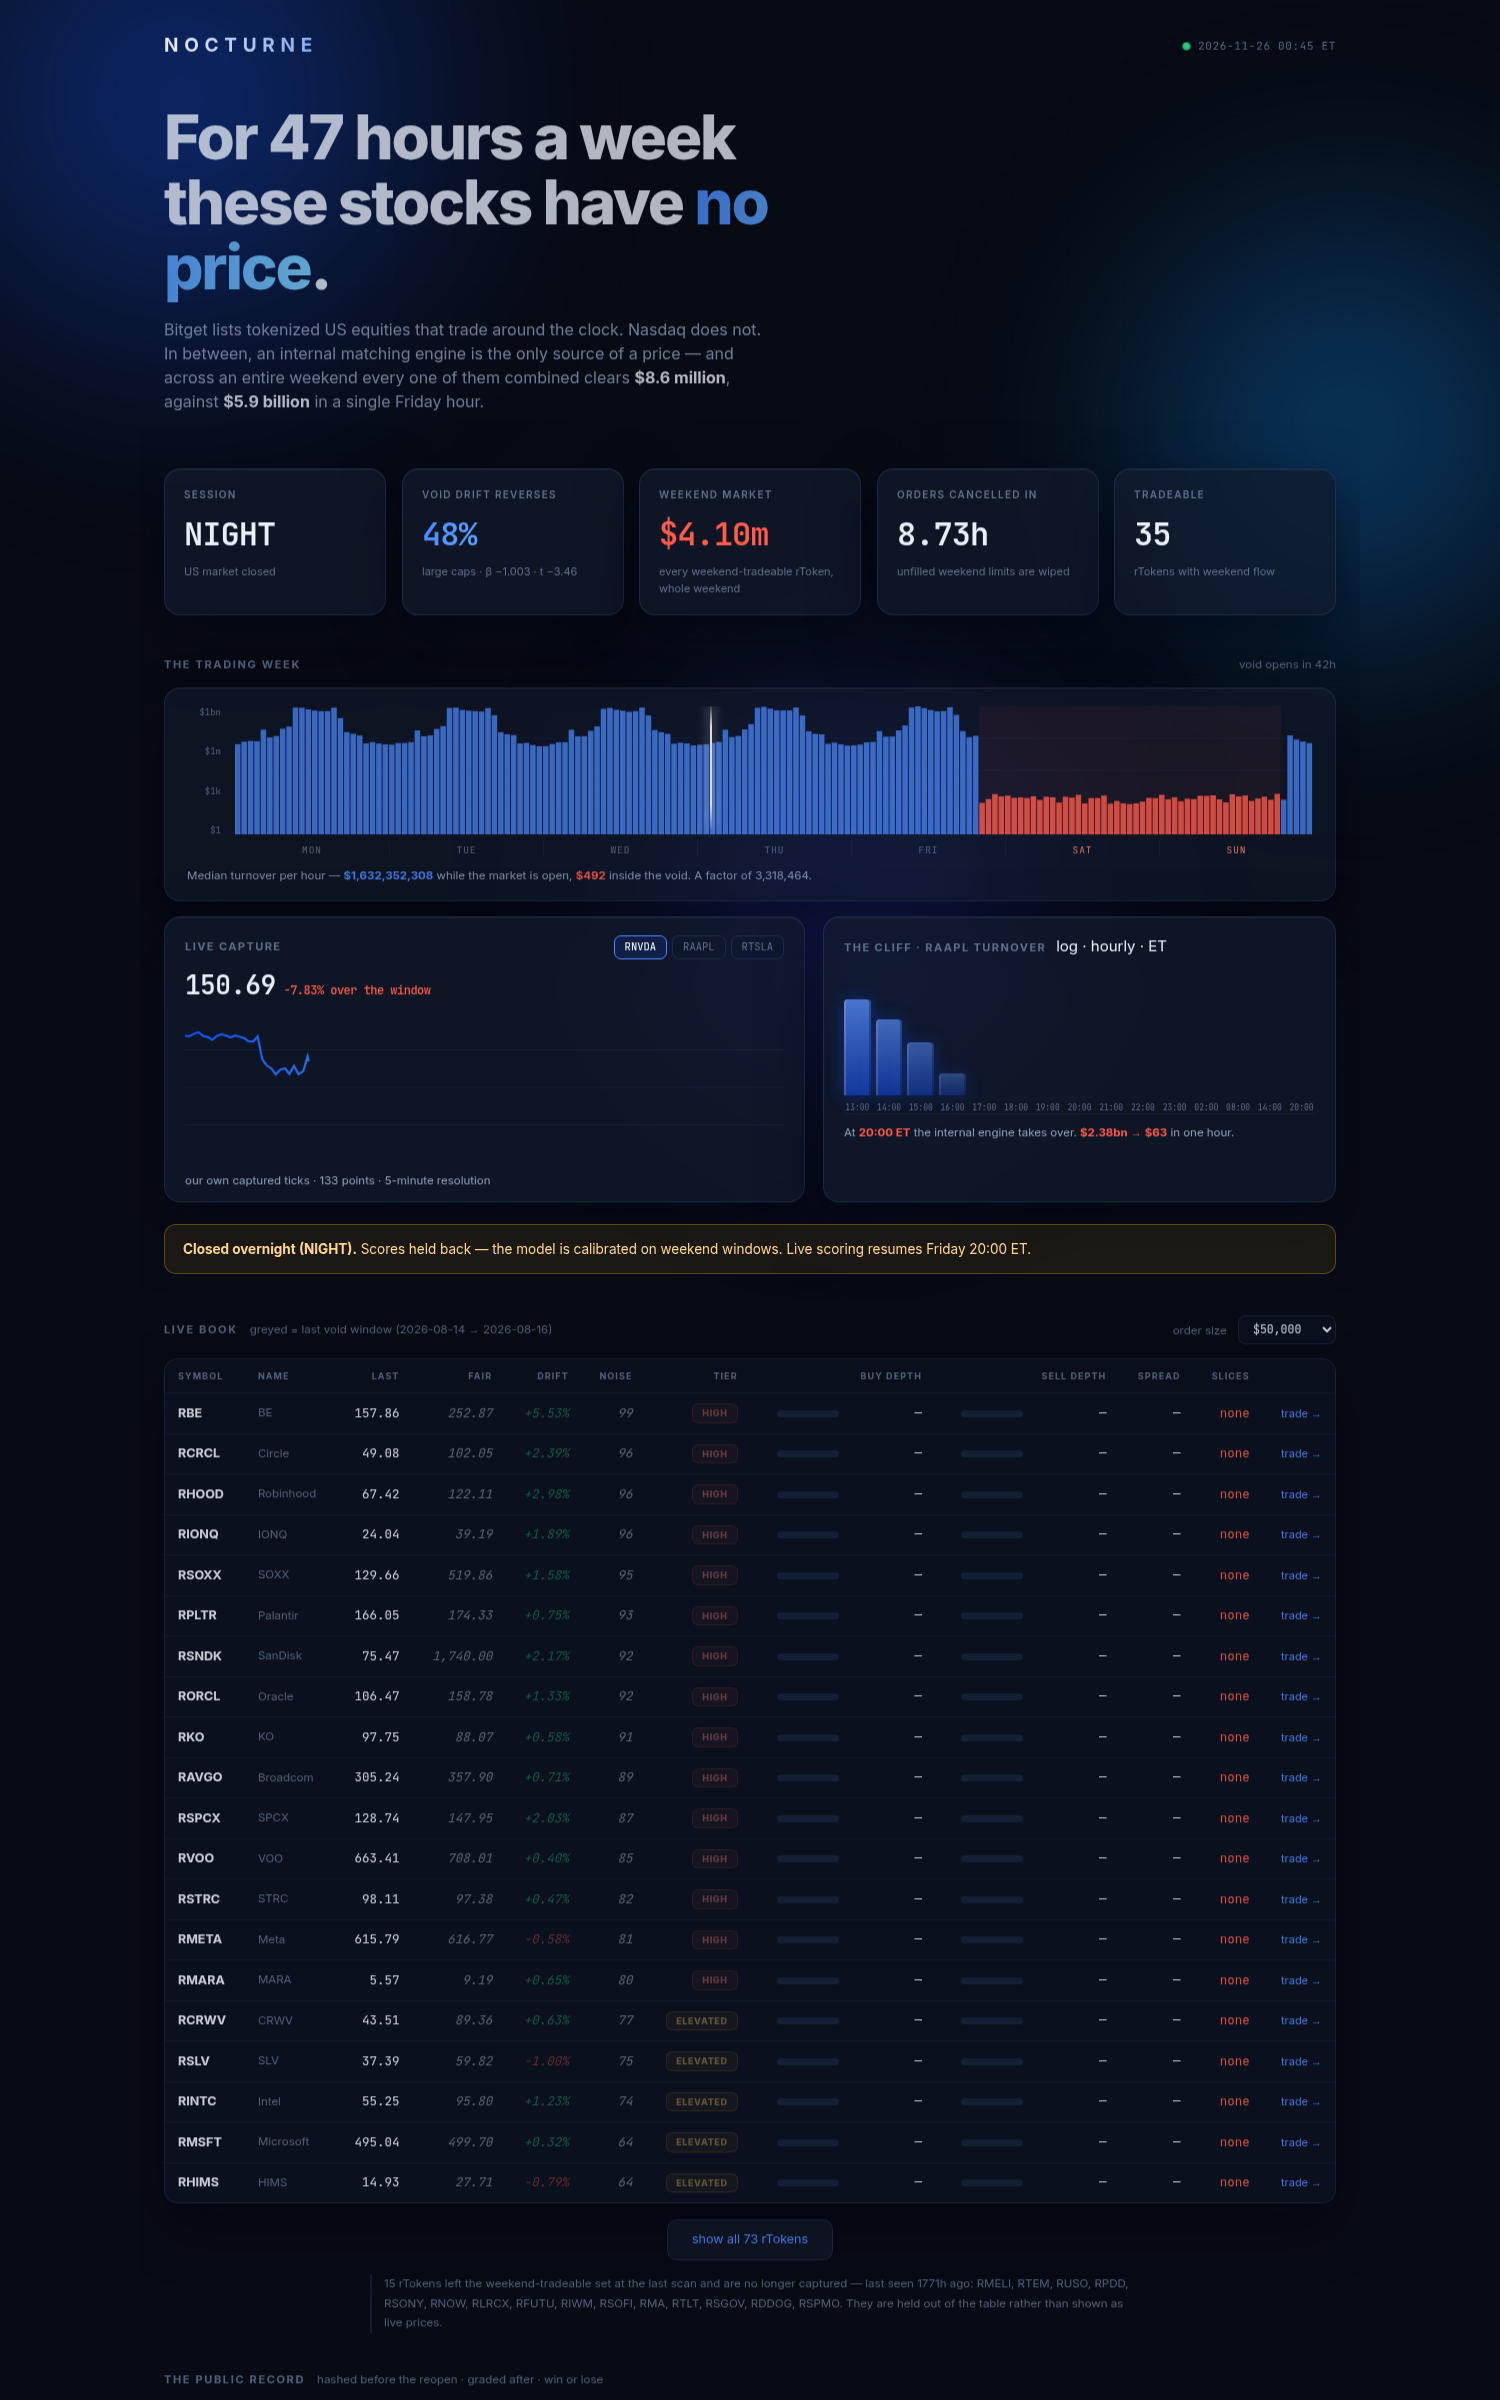 NOCTURNE
2026-11-26 00:45 ET
For 47 hours a week
these stocks have no
price.
Bitget lists tokenized US equities that trade around the clock. Nasdaq does not.
In between, an internal matching engine is the only source of a price — and
across an entire weekend every one of them combined clears $8.6 million,
against $5.9 billion in a single Friday hour.
SESSION
NIGHT
US market closed
VOID DRIFT REVERSES
48%
large caps · β −1.003 · t −3.46
WEEKEND MARKET
$4.10m
every weekend-tradeable rToken,
whole weekend
ORDERS CANCELLED IN
8.73h
unfilled weekend limits are wiped
TRADEABLE
35
rTokens with weekend flow
THE TRADING WEEK
void opens in 42h
$1bn
$1m
$1k
$1
MON TUE WED THU FRI SAT SUN
Median turnover per hour — $1,632,352,308 while the market is open, $492 inside the void. A factor of 3,318,464.
LIVE CAPTURE
RNVDA RAAPL RTSLA
150.69 -7.83% over the window
our own captured ticks · 133 points · 5-minute resolution
THE CLIFF · RAAPL TURNOVER log · hourly · ET
13:00 14:00 15:00 16:00 17:00 18:00 19:00 20:00 21:00 22:00 23:00 02:00 08:00 14:00 20:00
At 20:00 ET the internal engine takes over. $2.38bn → $63 in one hour.
Closed overnight (NIGHT). Scores held back — the model is calibrated on weekend windows. Live scoring resumes Friday 20:00 ET.
LIVE BOOK greyed = last void window (2026-08-14 → 2026-08-16)
order size $50,000
SYMBOL NAME LAST FAIR DRIFT NOISE TIER BUY DEPTH SELL DEPTH SPREAD SLICES
RBE BE 157.86 252.87 +5.53% 99 HIGH — — — none trade →
RCRCL Circle 49.08 102.05 +2.39% 96 HIGH — — — none trade →
RHOOD Robinhood 67.42 122.11 +2.98% 96 HIGH — — — none trade →
RIONQ IONQ 24.04 39.19 +1.89% 96 HIGH — — — none trade →
RSOXX SOXX 129.66 519.86 +1.58% 95 HIGH — — — none trade →
RPLTR Palantir 166.05 174.33 +0.75% 93 HIGH — — — none trade →
RSNDK SanDisk 75.47 1,740.00 +2.17% 92 HIGH — — — none trade →
RORCL Oracle 106.47 158.78 +1.33% 92 HIGH — — — none trade →
RKO KO 97.75 88.07 +0.58% 91 HIGH — — — none trade →
RAVGO Broadcom 305.24 357.90 +0.71% 89 HIGH — — — none trade →
RSPCX SPCX 128.74 147.95 +2.03% 87 HIGH — — — none trade →
RVOO VOO 663.41 708.01 +0.40% 85 HIGH — — — none trade →
RSTRC STRC 98.11 97.38 +0.47% 82 HIGH — — — none trade →
RMETA Meta 615.79 616.77 -0.58% 81 HIGH — — — none trade →
RMARA MARA 5.57 9.19 +0.65% 80 HIGH — — — none trade →
RCRWV CRWV 43.51 89.36 +0.63% 77 ELEVATED — — — none trade →
RSLV SLV 37.39 59.82 -1.00% 75 ELEVATED — — — none trade →
RINTC Intel 55.25 95.80 +1.23% 74 ELEVATED — — — none trade →
RMSFT Microsoft 495.04 499.70 +0.32% 64 ELEVATED — — — none trade →
RHIMS HIMS 14.93 27.71 -0.79% 64 ELEVATED — — — none trade →
show all 73 rTokens
15 rTokens left the weekend-tradeable set at the last scan and are no longer captured — last seen 1771h ago: RMELI, RTEM, RUSO, RPDD,
RSONY, RNOW, RLRCX, RFUTU, RIWM, RSOFI, RMA, RTLT, RSGOV, RDDOG, RSPMO. They are held out of the table rather than shown as
live prices.
THE PUBLIC RECORD hashed before the reopen · graded after · win or lose